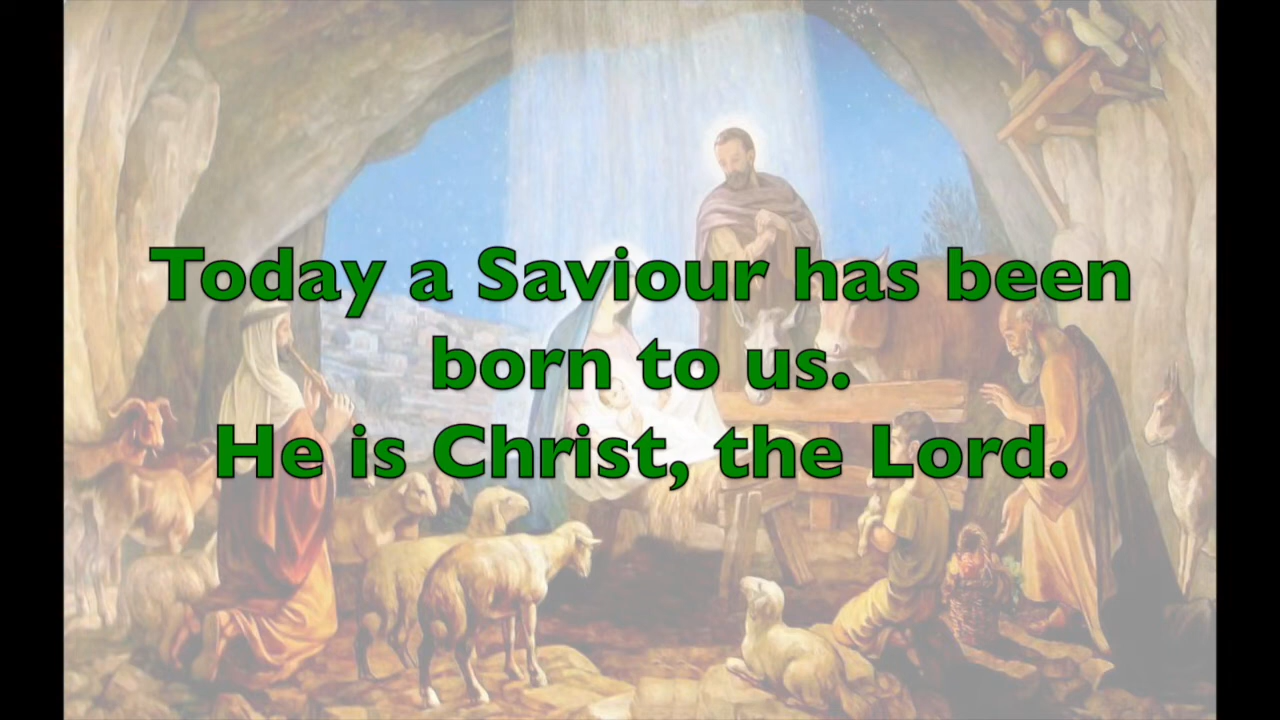 Today a Saviour has been
born to us.
He is Christ, the Lord.